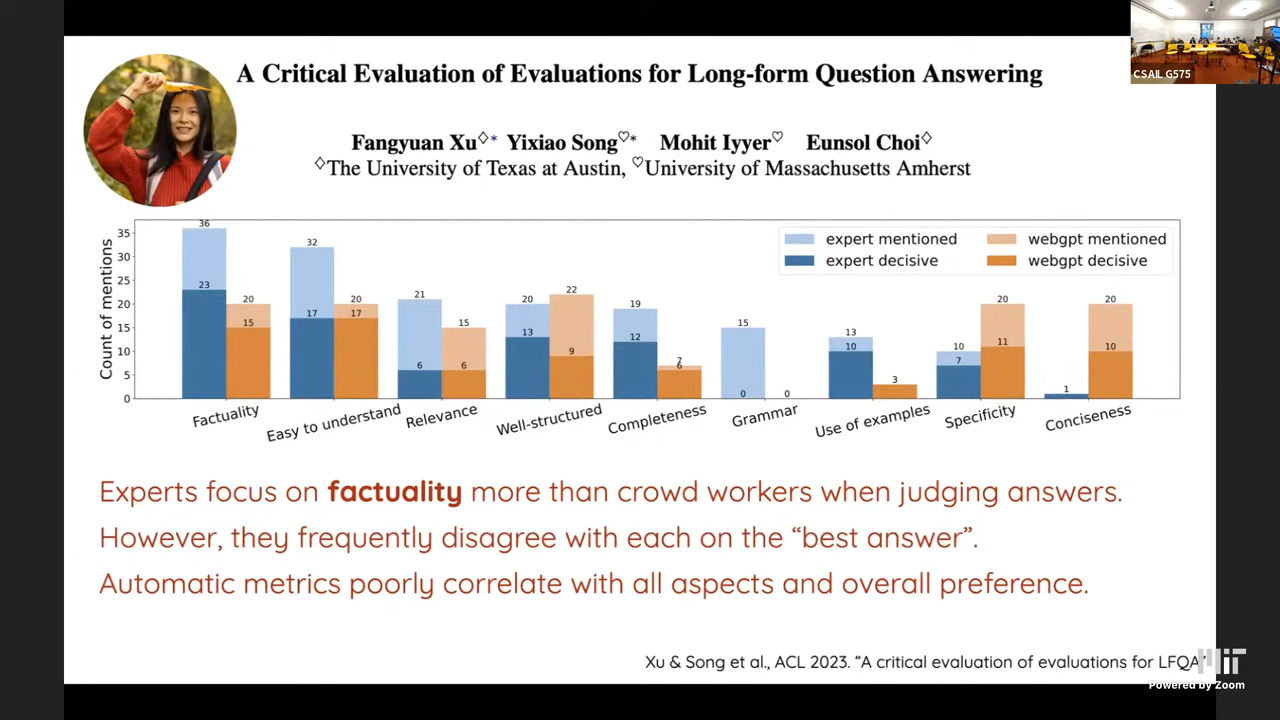 CSAIL G575
A Critical Evaluation of Evaluations for Long-form Question Answering
Fangyuan Xu◇* Yixiao Song♡* Mohit Iyyer♡ Eunsol Choi◇
◇The University of Texas at Austin, ♡University of Massachusetts Amherst
Count of mentions
35
30
25
20
15
10
5
0
expert mentioned
expert decisive
webgpt mentioned
webgpt decisive
36
23
20
15
32
17
20
17
21
6
15
6
20
13
22
9
19
12
7
6
15
0
0
13
10
3
10
7
20
11
1
20
10
Factuality
Easy to understand
Relevance
Well-structured
Completeness
Grammar
Use of examples
Specificity
Conciseness
Experts focus on factuality more than crowd workers when judging answers.
However, they frequently disagree with each on the “best answer”.
Automatic metrics poorly correlate with all aspects and overall preference.
Xu & Song et al., ACL 2023. “A critical evaluation of evaluations for LFQA”
MIT
Powered by Zoom